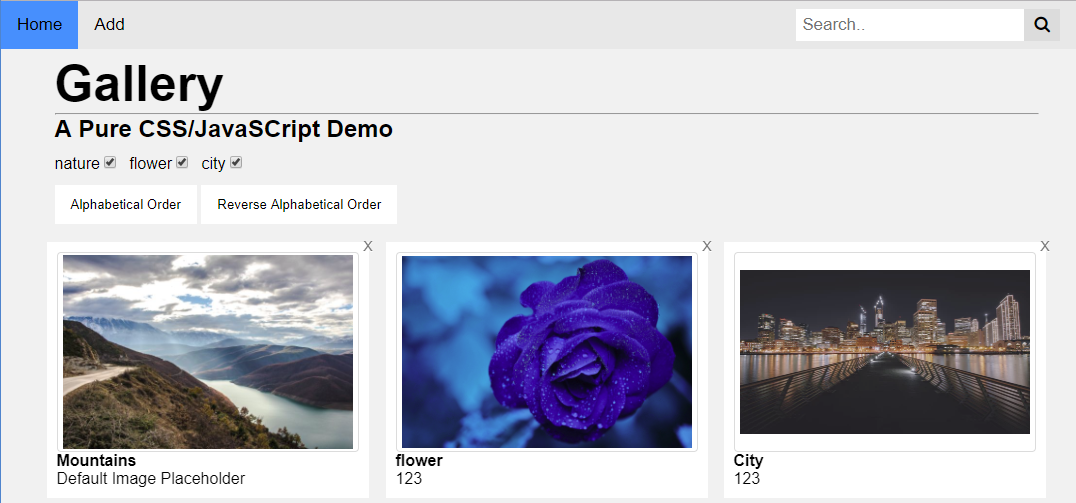 Home Add Search..
Gallery
A Pure CSS/JavaSCript Demo
nature flower city
Alphabetical Order Reverse Alphabetical Order
X X X
Mountains flower City
Default Image Placeholder 123 123